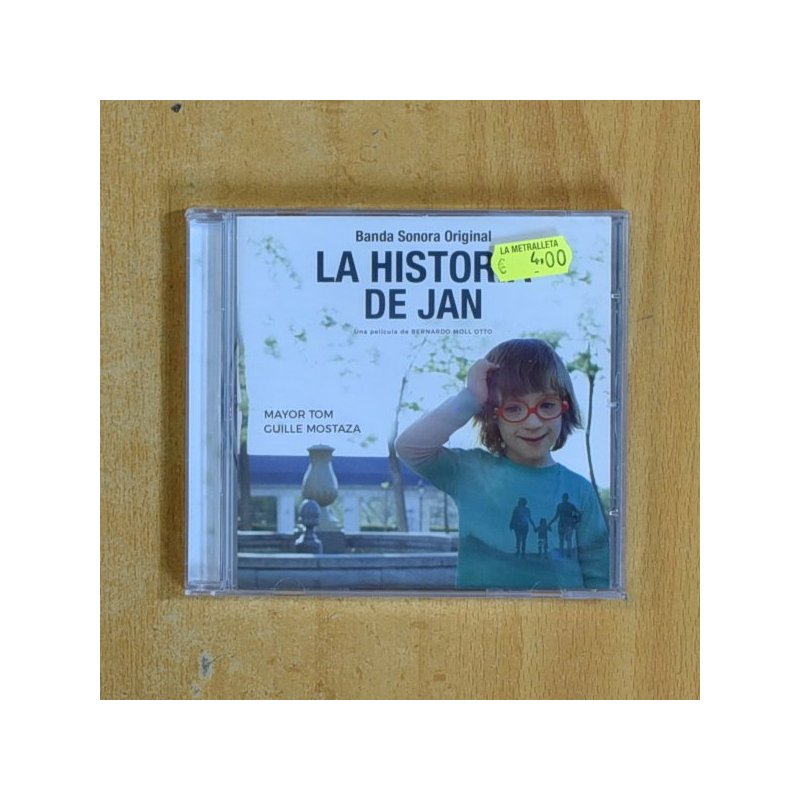 Banda Sonora Original
LA METRALLETA
€ 4,00
LA HISTORIA
DE JAN
Una película de BERNARDO MOLL OTTO
MAYOR TOM
GUILLE MOSTAZA